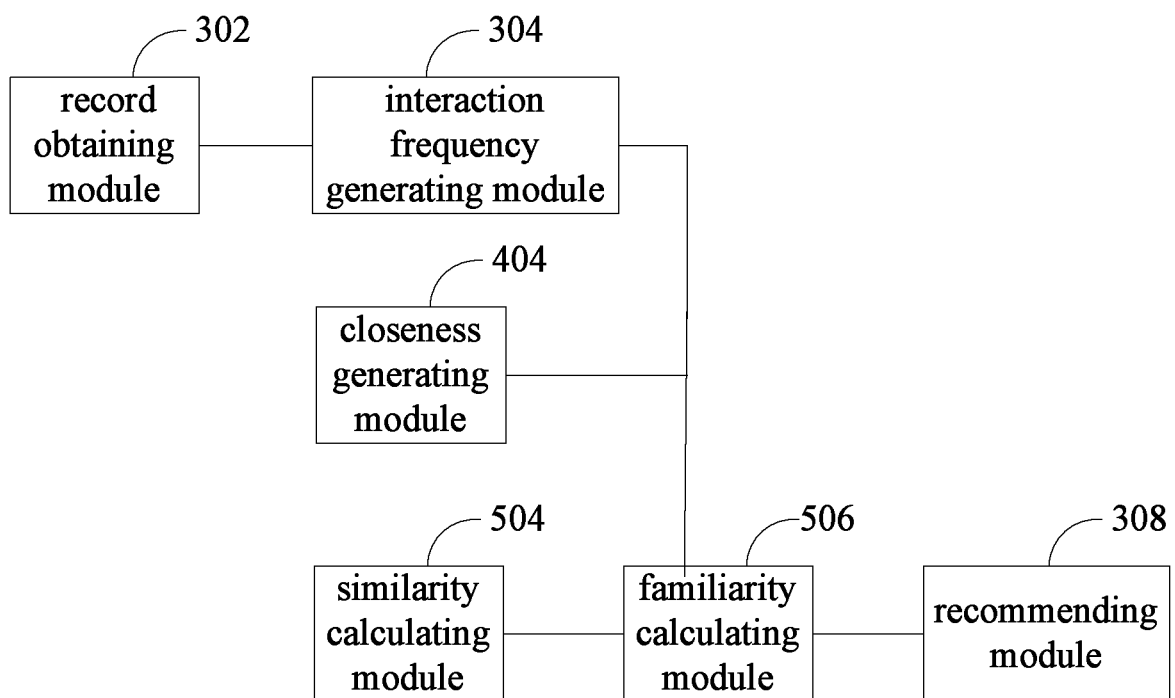 302
304
record
obtaining
module
interaction
frequency
generating module
404
closeness
generating
module
504
506
308
similarity
calculating
module
familiarity
calculating
module
recommending
module